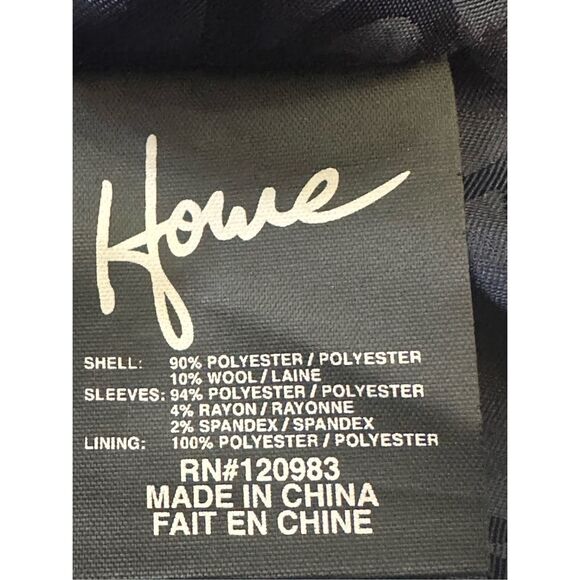 Howe
SHELL: 90% POLYESTER / POLYESTER
10% WOOL / LAINE
SLEEVES: 94% POLYESTER / POLYESTER
4% RAYON / RAYONNE
2% SPANDEX / SPANDEX
LINING: 100% POLYESTER / POLYESTER
RN#120983
MADE IN CHINA
FAIT EN CHINE